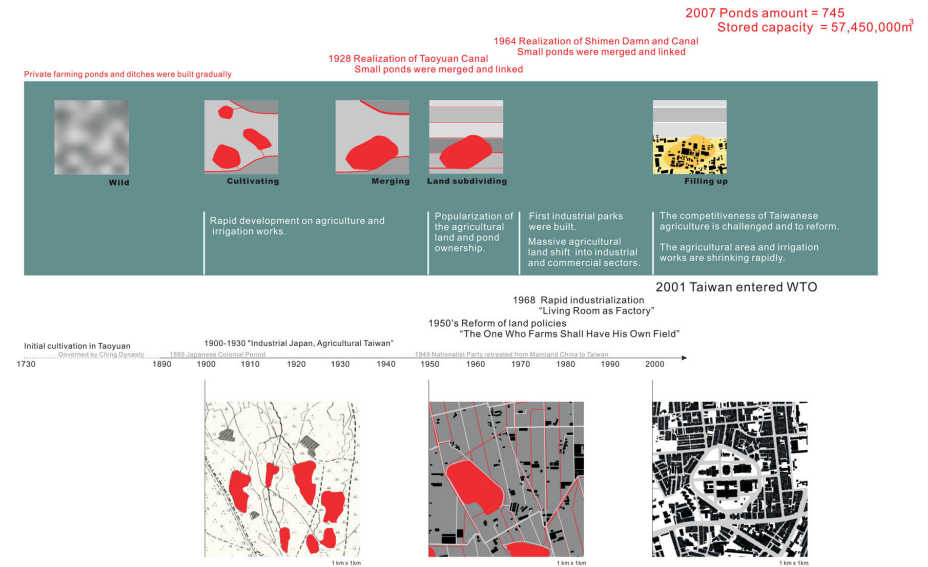 2007 Ponds amount = 745
Stored capacity = 57,450,000m³
1964 Realization of Shimen Damn and Canal
Small ponds were merged and linked
1928 Realization of Taoyuan Canal
Small ponds were merged and linked
Private farming ponds and ditches were built gradually
Wild
Cultivating
Merging
Land subdividing
Filling up
Rapid development on agriculture and
irrigation works.
Popularization of
the agricultural
land and pond
ownership.
First industrial parks
were built.
Massive agricultural
land shift into industrial
and commercial sectors.
The competitiveness of Taiwanese
agriculture is challenged and to reform.
The agricultural area and irrigation
works are shrinking rapidly.
2001 Taiwan entered WTO
1968 Rapid industrialization
“Living Room as Factory”
1950's Reform of land policies
“The One Who Farms Shall Have His Own Field”
Initial cultivation in Taoyuan
1900-1930 "Industrial Japan, Agricultural Taiwan"
Governed by Ching Dynasty
1895 Japanese Colonial Period
1949 Nationalist Party retreated from Mainland China to Taiwan
1730 1890 1900 1910 1920 1930 1940 1950 1960 1970 1980 1990 2000
1 km x 1km
1 km x 1km
1 km x1km